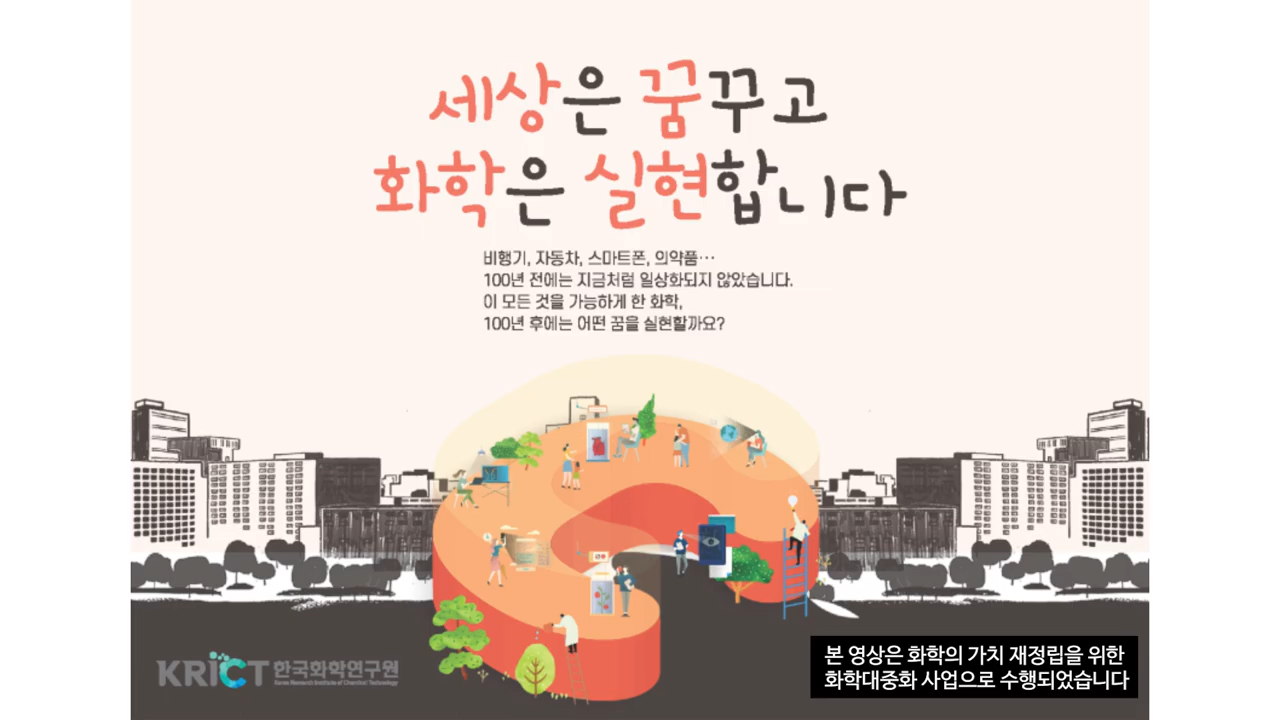 세상은 꿈꾸고
화학은 실현합니다
비행기, 자동차, 스마트폰, 의약품…
100년 전에는 지금처럼 일상화되지 않았습니다.
이 모든 것을 가능하게 한 화학,
100년 후에는 어떤 꿈을 실현할까요?
KRICT 한국화학연구원
Korea Research Institute of Chemical Technology
본 영상은 화학의 가치 재정립을 위한
화학대중화 사업으로 수행되었습니다